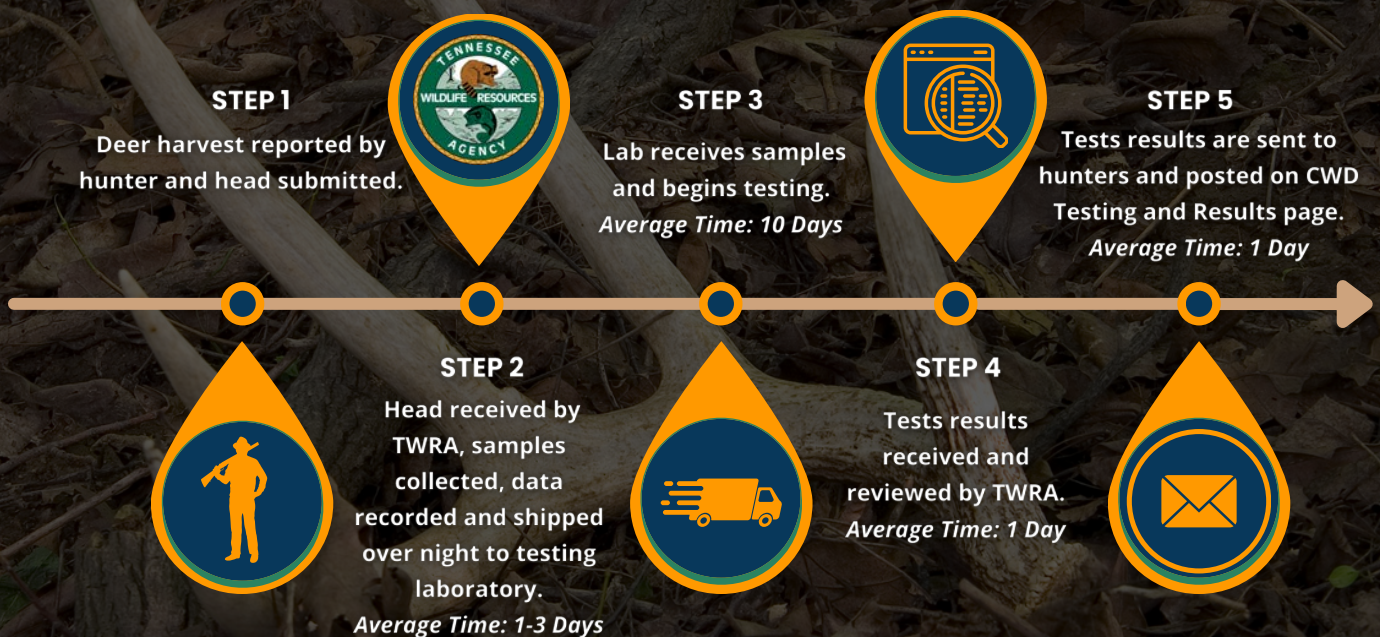 STEP 1
Deer harvest reported by
hunter and head submitted.
TENNESSEE
WILDLIFE RESOURCES
AGENCY
STEP 2
Head received by
TWRA, samples
collected, data
recorded and shipped
over night to testing
laboratory.
Average Time: 1-3 Days
STEP 3
Lab receives samples
and begins testing.
Average Time: 10 Days
STEP 4
Tests results
received and
reviewed by TWRA.
Average Time: 1 Day
STEP 5
Tests results are sent to
hunters and posted on CWD
Testing and Results page.
Average Time: 1 Day